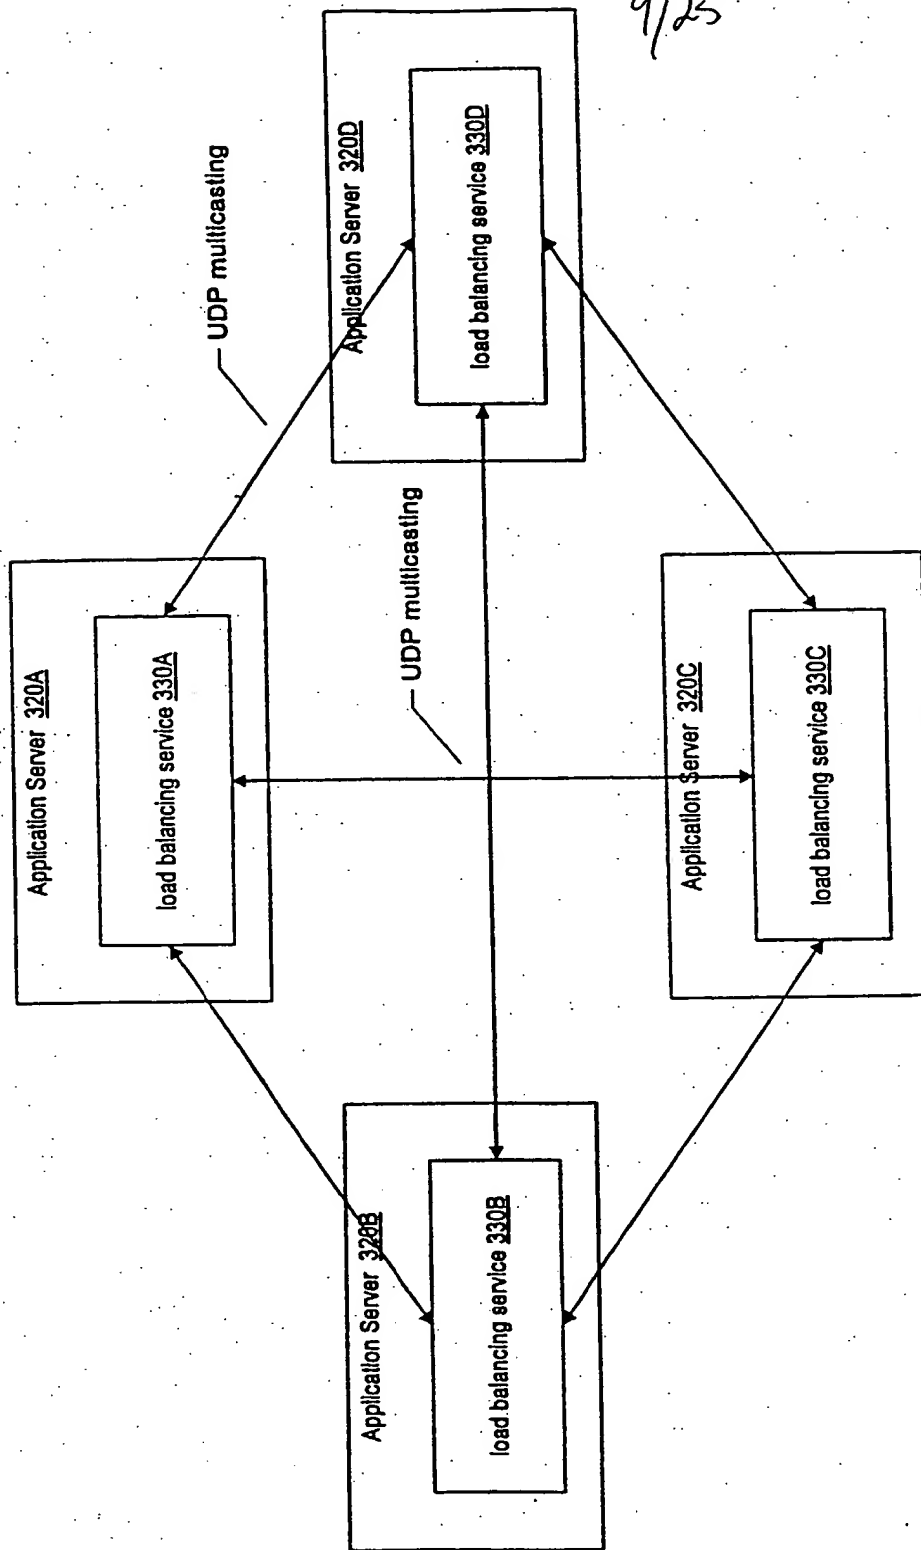 9/23
UDP multicasting
Application Server 320D
load balancing service 330D
Application Server 320A
load balancing service 330A
UDP multicasting
Application Server 320C
load balancing service 330C
Application Server 320B
load balancing service 330B